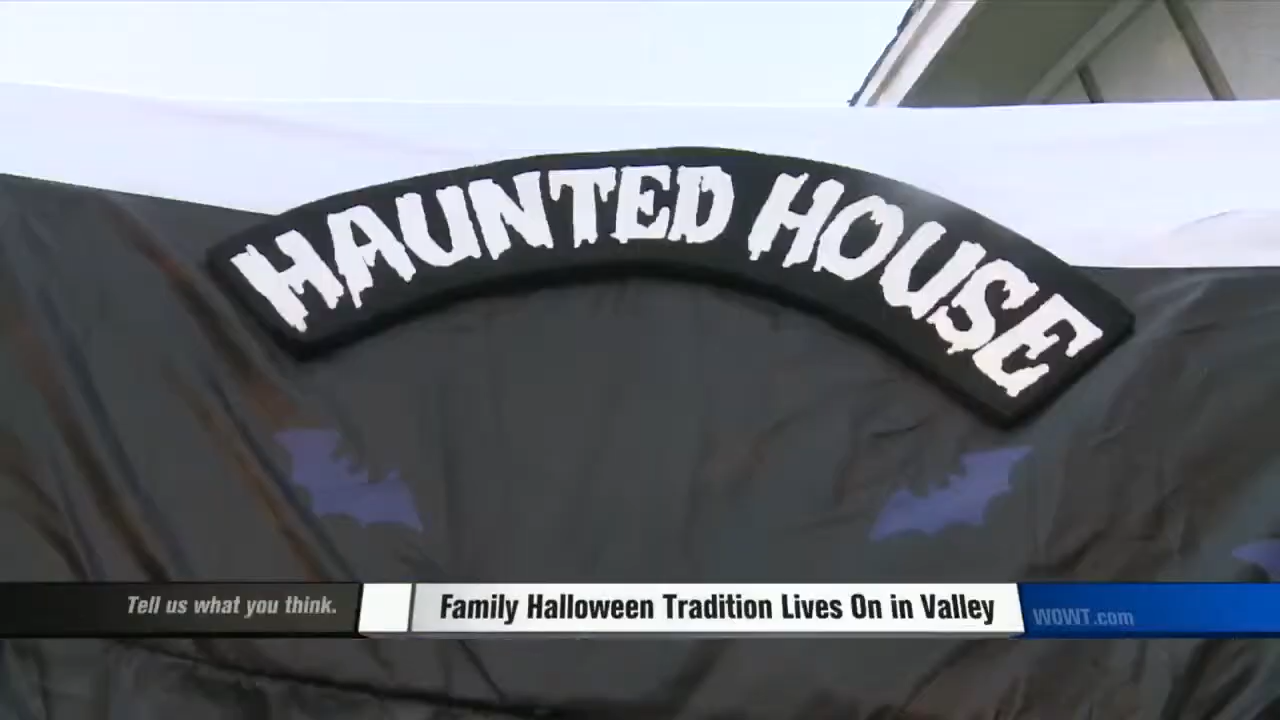 HAUNTED HOUSE
Tell us what you think.
Family Halloween Tradition Lives On in Valley
WOWT.com